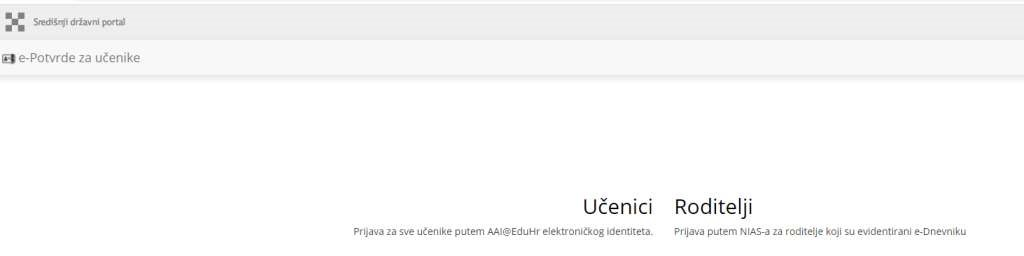 Središnji državni portal
e-Potvrde za učenike
Učenici
Roditelji
Prijava za sve učenike putem AAI@EduHr elektroničkog identiteta.
Prijava putem NIAS-a za roditelje koji su evidentirani e-Dnevniku